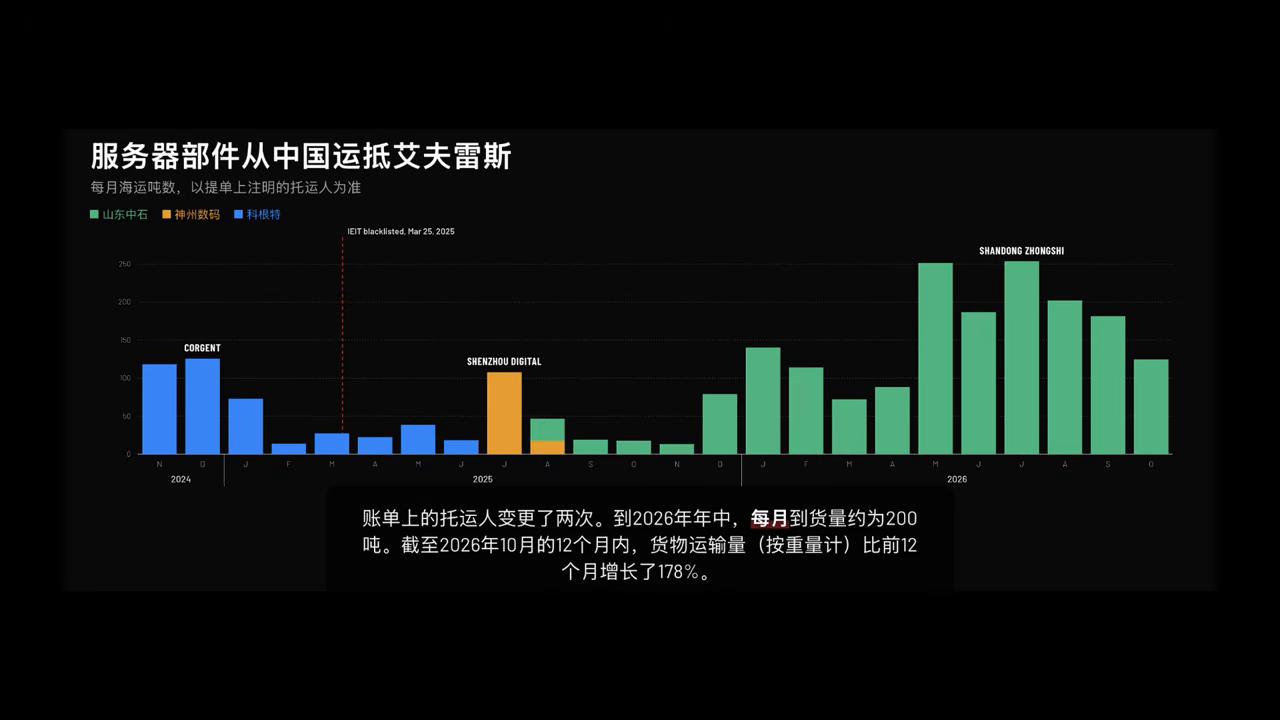 服务器部件从中国运抵艾夫雷斯
每月海运吨数，以提单上注明的托运人为准
山东中石 神州数码 科根特
IEIT blacklisted, Mar 25, 2025
SHANDONG ZHONGSHI
250
200
150
CORGENT
SHENZHOU DIGITAL
100
50
0
N D J F M A M J J A S O N D J F M A M J J A S O
2024 2025 2026
账单上的托运人变更了两次。到2026年年中，每月到货量约为200
吨。截至2026年10月的12个月内，货物运输量（按重量计）比前12
个月增长了178%。